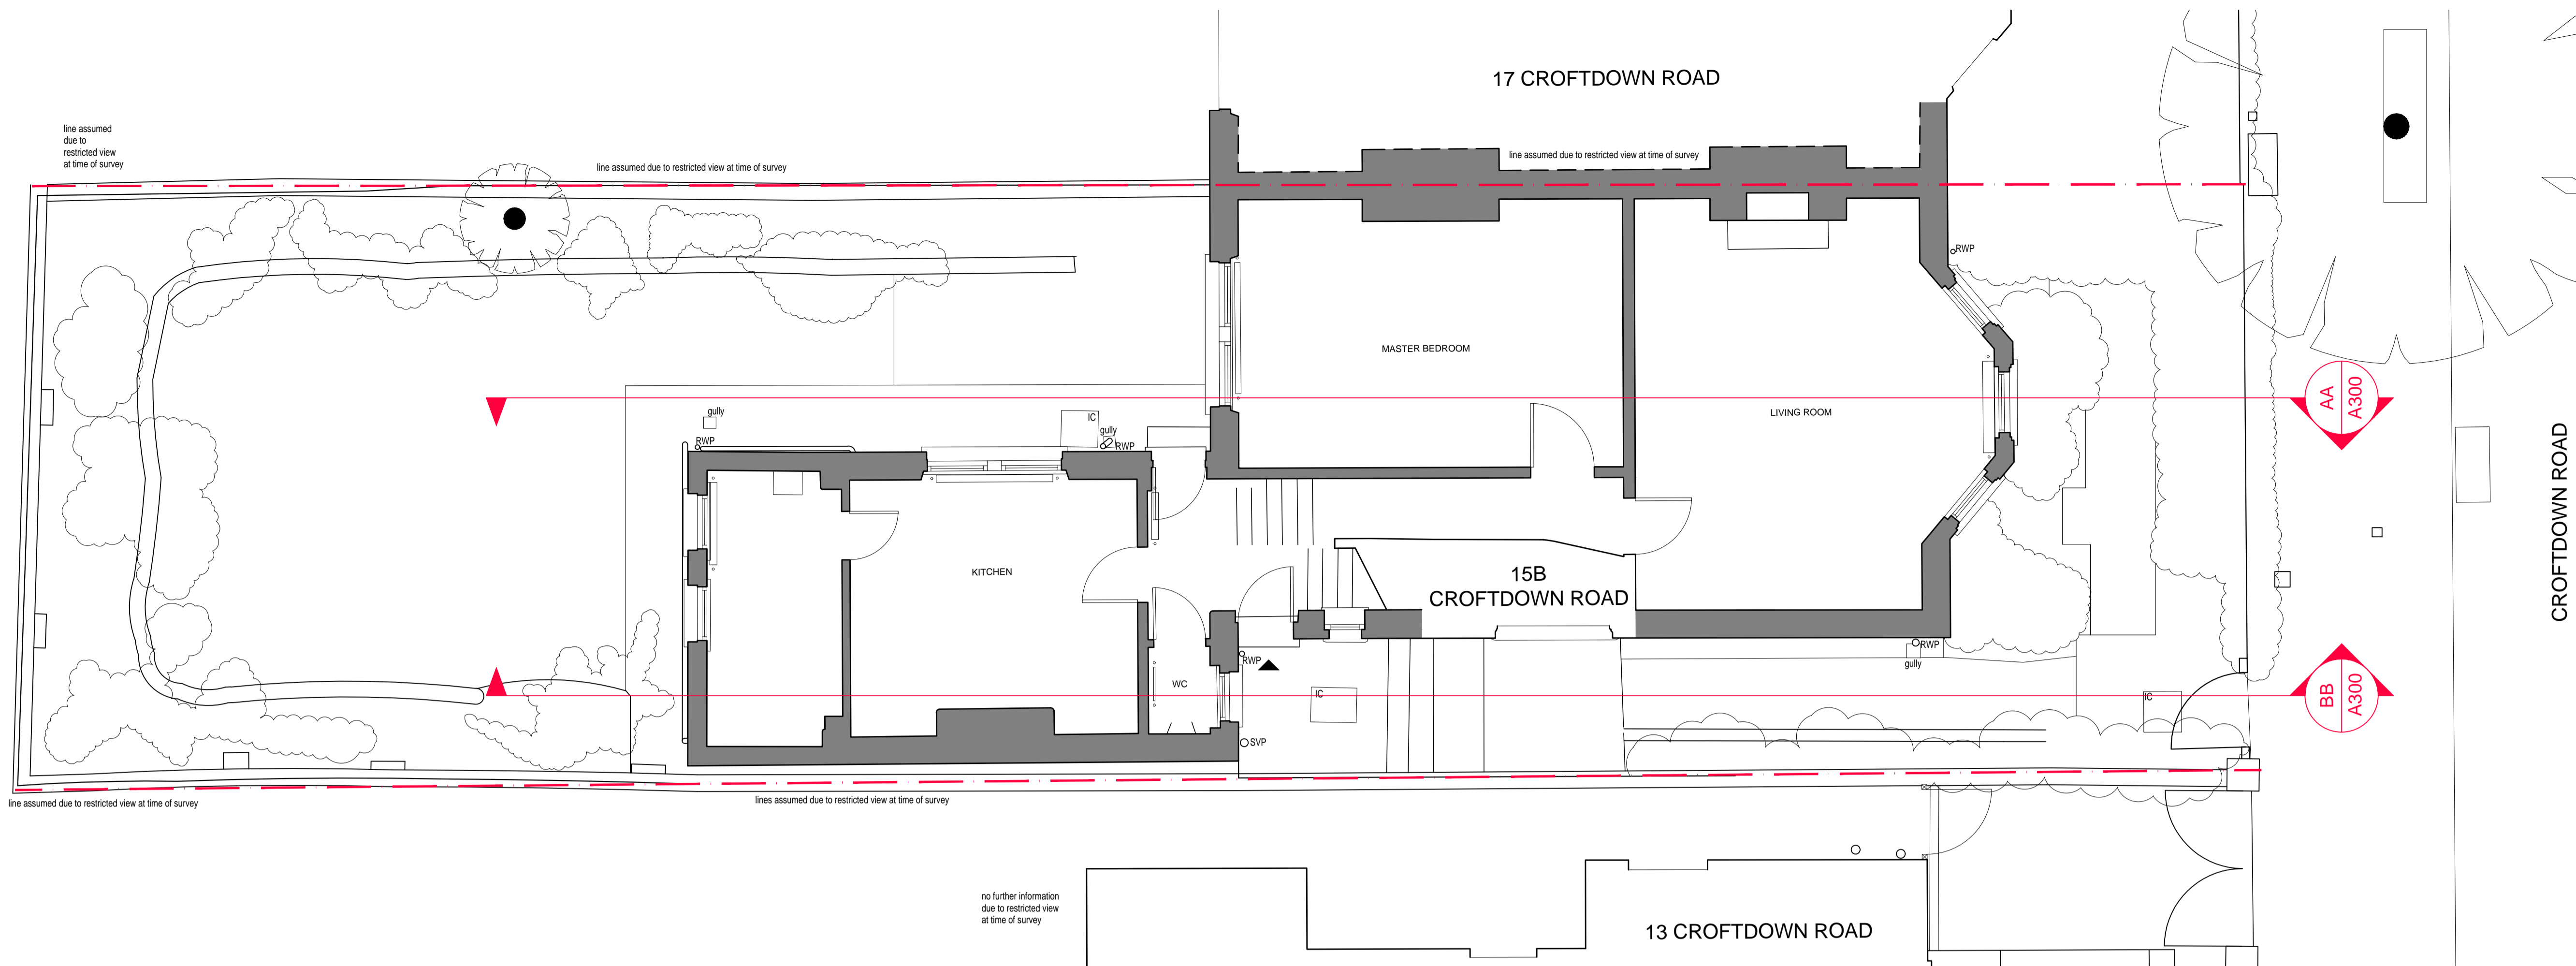 17 CROFTDOWN ROAD
line assumed
due to
restricted view
at time of survey
line assumed due to restricted view at time of survey
line assumed due to restricted view at time of survey
RWP
MASTER BEDROOM
LIVING ROOM
AA
A300
gully
IC
gully
RWP
RWP
CROFTDOWN ROAD
KITCHEN
15B
CROFTDOWN ROAD
RWP
RWP
gully
WC
IC
IC
BB
A300
SVP
line assumed due to restricted view at time of survey
lines assumed due to restricted view at time of survey
no further information
due to restricted view
at time of survey
13 CROFTDOWN ROAD